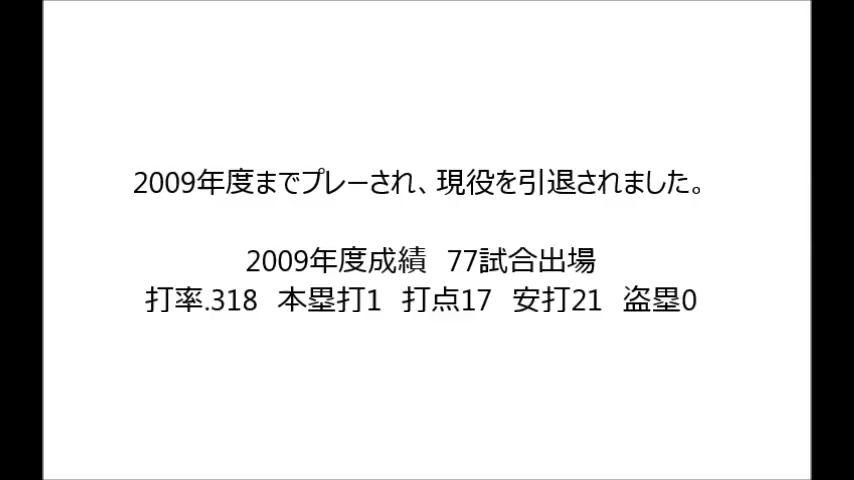 2009年度までプレーされ、現役を引退されました。
2009年度成績　77試合出場
打率.318　本塁打1　打点17　安打21　盗塁0